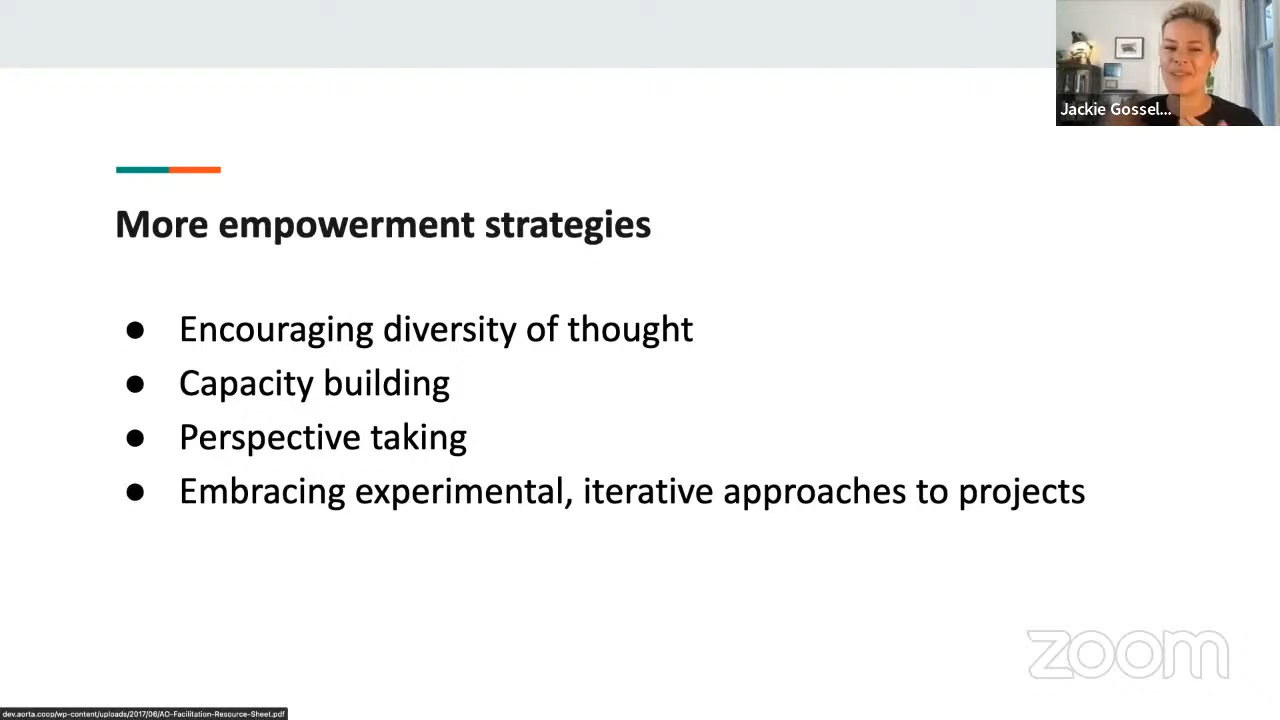 Jackie Gossel...
More empowerment strategies
● Encouraging diversity of thought
● Capacity building
● Perspective taking
● Embracing experimental, iterative approaches to projects
zoom
dev.aorta.coop/wp-content/uploads/2017/06/AO-Facilitation-Resource-Sheet.pdf